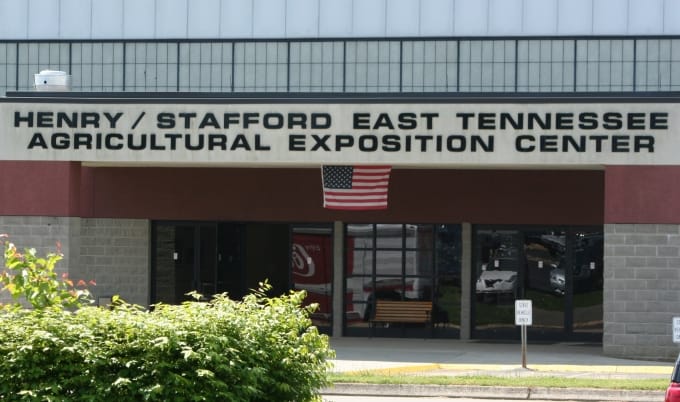 HENRY / STAFFORD EAST TENNESSEE
AGRICULTURAL EXPOSITION CENTER